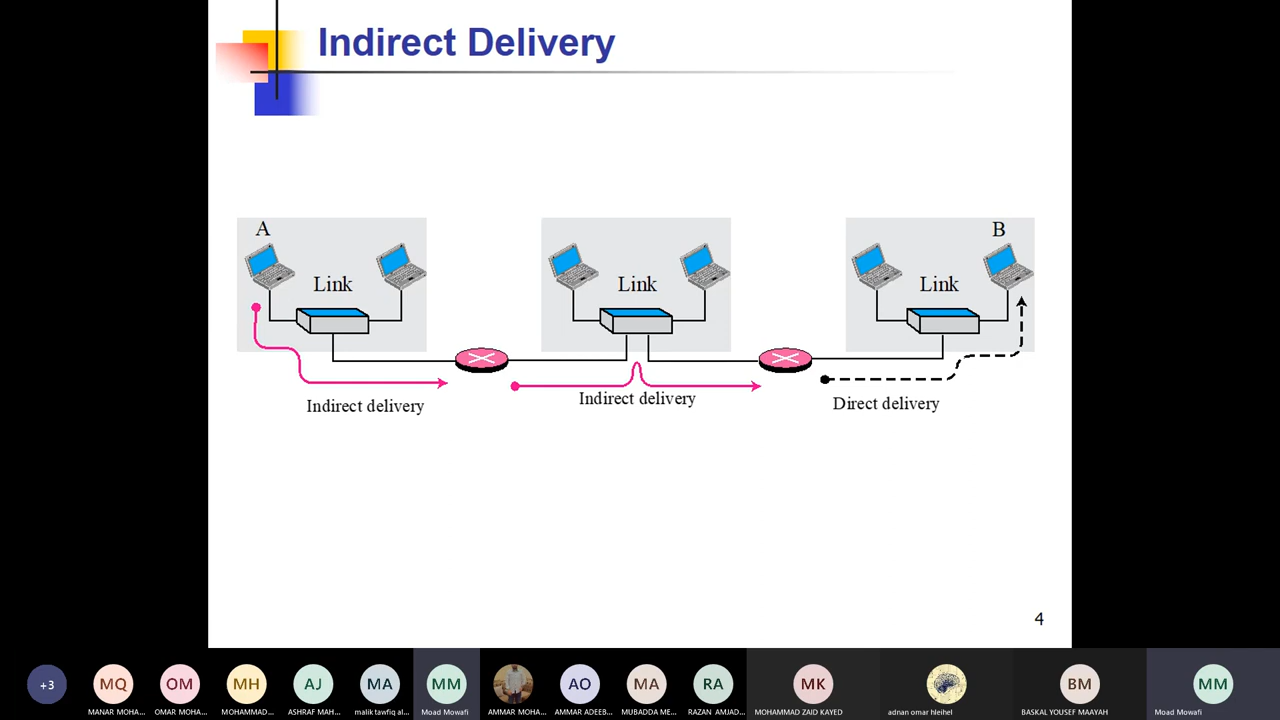 Indirect Delivery
A
B
Link
Link
Link
Indirect delivery
Indirect delivery
Direct delivery
4
+3
MQ
OM
MH
AJ
MA
MM
AO
MA
RA
MK
BM
MM
MANAR MOHA...
OMAR MOHA...
MOHAMMAD...
ASHRAF MAH...
malik tawfiq al...
Moad Mowafi
AMMAR MOHA...
AMMAR ADEEB...
MUBADDA ME...
RAZAN AMJAD...
MOHAMMAD ZAID KAYED
adnan omar hleihel
BASKAL YOUSEF MAAYAH
Moad Mowafi